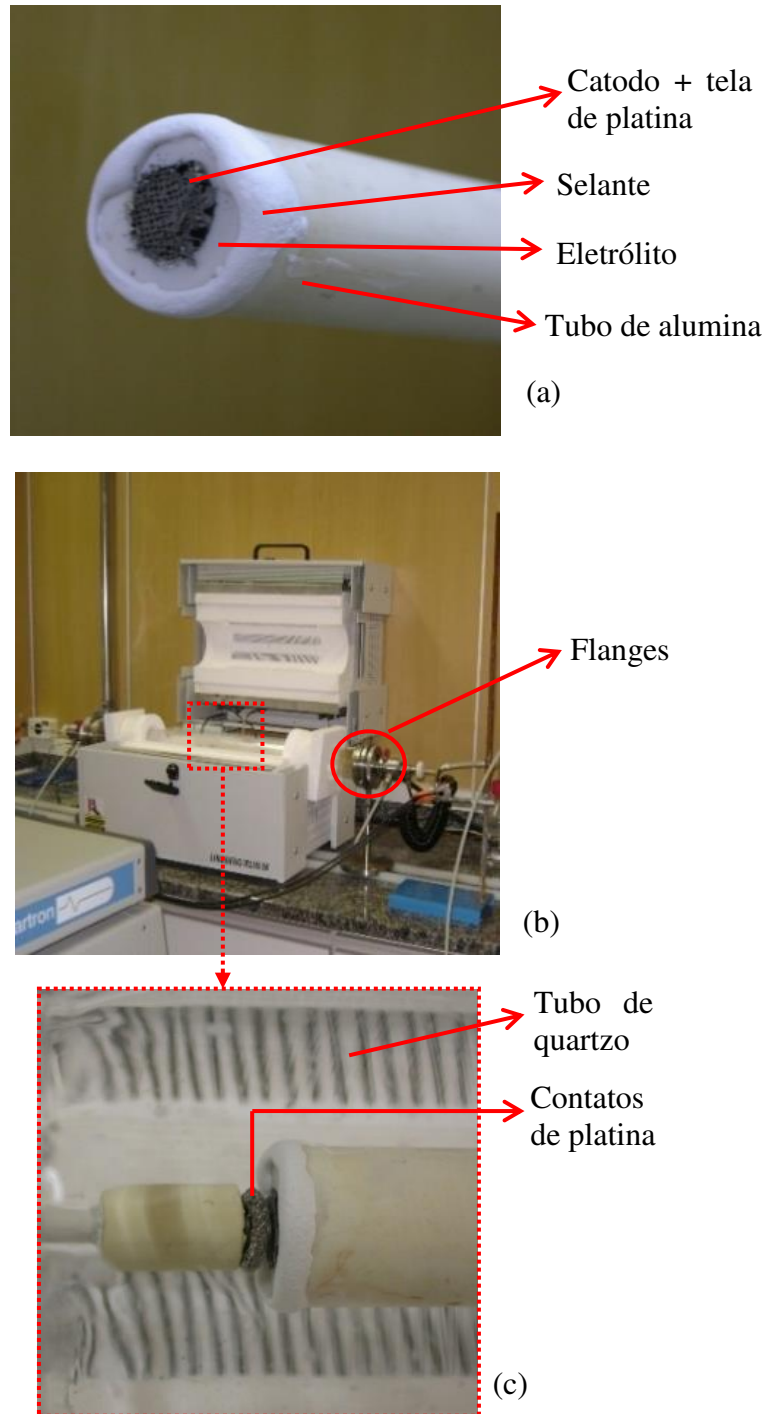 Catodo + tela
de platina
Selante
Eletrólito
Tubo de alumina
(a)
Flanges
artron
(b)
Tubo de
quartzo
Contatos
de platina
(c)